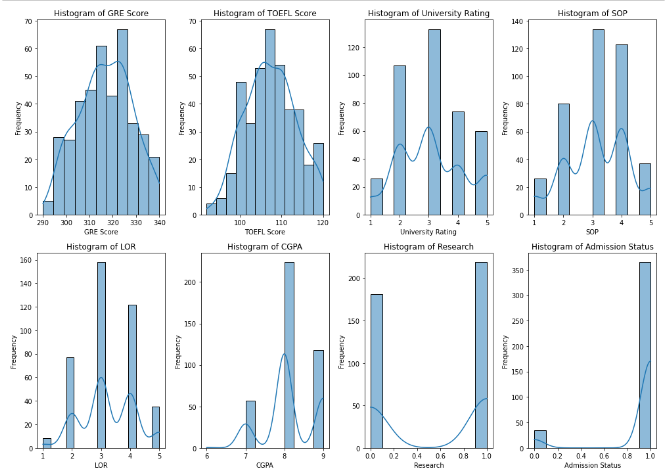 Histogram of GRE Score
Frequency
0
10
20
30
40
50
60
70
290 300 310 320 330 340
GRE Score
Histogram of TOEFL Score
Frequency
0
10
20
30
40
50
60
70
100 110 120
TOEFL Score
Histogram of University Rating
Frequency
0
20
40
60
80
100
120
1 2 3 4 5
University Rating
Histogram of SOP
Frequency
0
20
40
60
80
100
120
140
1 2 3 4 5
SOP
Histogram of LOR
Frequency
0
20
40
60
80
100
120
140
160
1 2 3 4 5
LOR
Histogram of CGPA
Frequency
0
50
100
150
200
6 7 8 9
CGPA
Histogram of Research
Frequency
0
50
100
150
200
0.0 0.2 0.4 0.6 0.8 1.0
Research
Histogram of Admission Status
Frequency
0
50
100
150
200
250
300
350
0.0 0.2 0.4 0.6 0.8 1.0
Admission Status